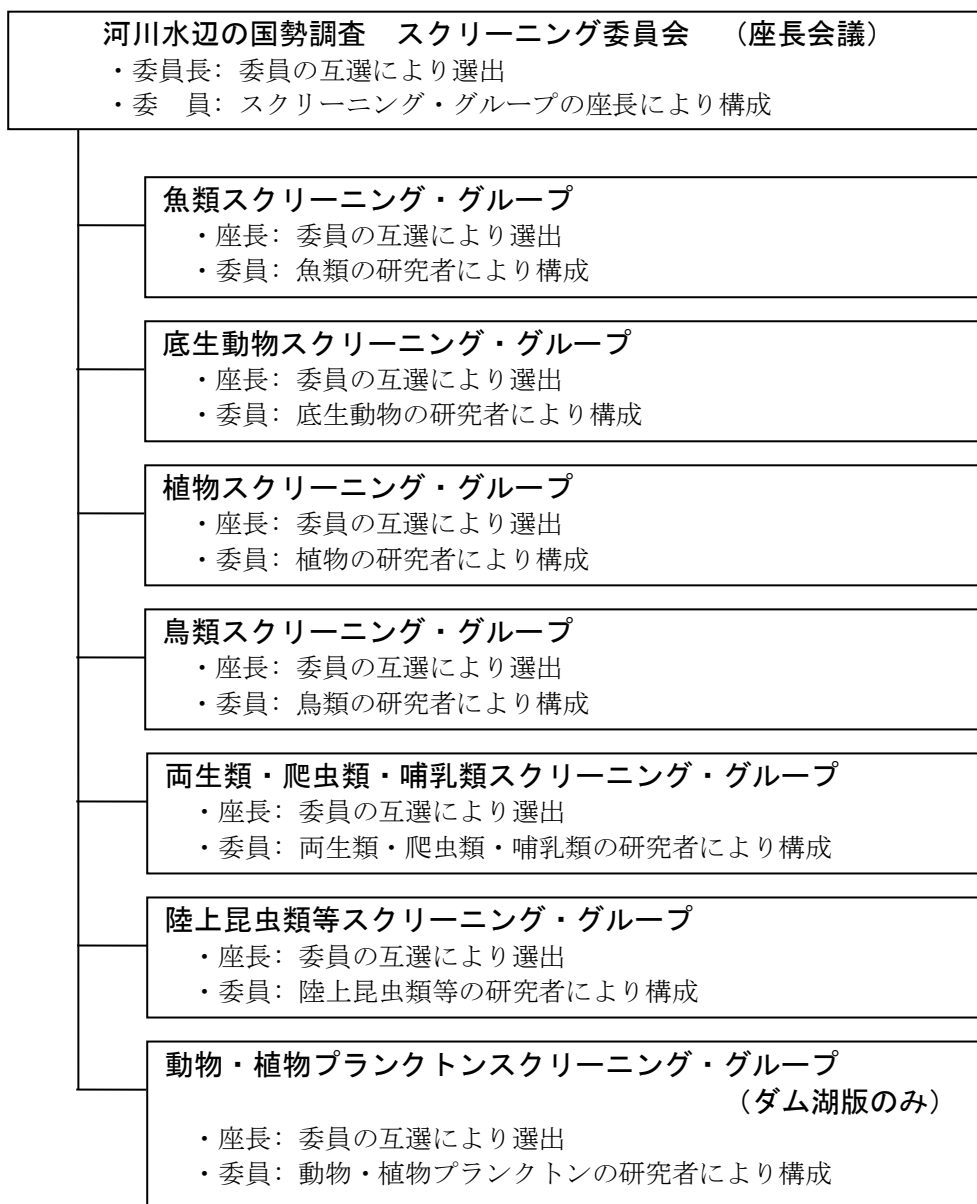 河川水辺の国勢調査　スクリーニング委員会　（座長会議）
・委員長：委員の互選により選出
・委　員：スクリーニング・グループの座長により構成
魚類スクリーニング・グループ
・座長：委員の互選により選出
・委員：魚類の研究者により構成
底生動物スクリーニング・グループ
・座長：委員の互選により選出
・委員：底生動物の研究者により構成
植物スクリーニング・グループ
・座長：委員の互選により選出
・委員：植物の研究者により構成
鳥類スクリーニング・グループ
・座長：委員の互選により選出
・委員：鳥類の研究者により構成
両生類・爬虫類・哺乳類スクリーニング・グループ
・座長：委員の互選により選出
・委員：両生類・爬虫類・哺乳類の研究者により構成
陸上昆虫類等スクリーニング・グループ
・座長：委員の互選により選出
・委員：陸上昆虫類等の研究者により構成
動物・植物プランクトンスクリーニング・グループ
（ダム湖版のみ）
・座長：委員の互選により選出
・委員：動物・植物プランクトンの研究者により構成